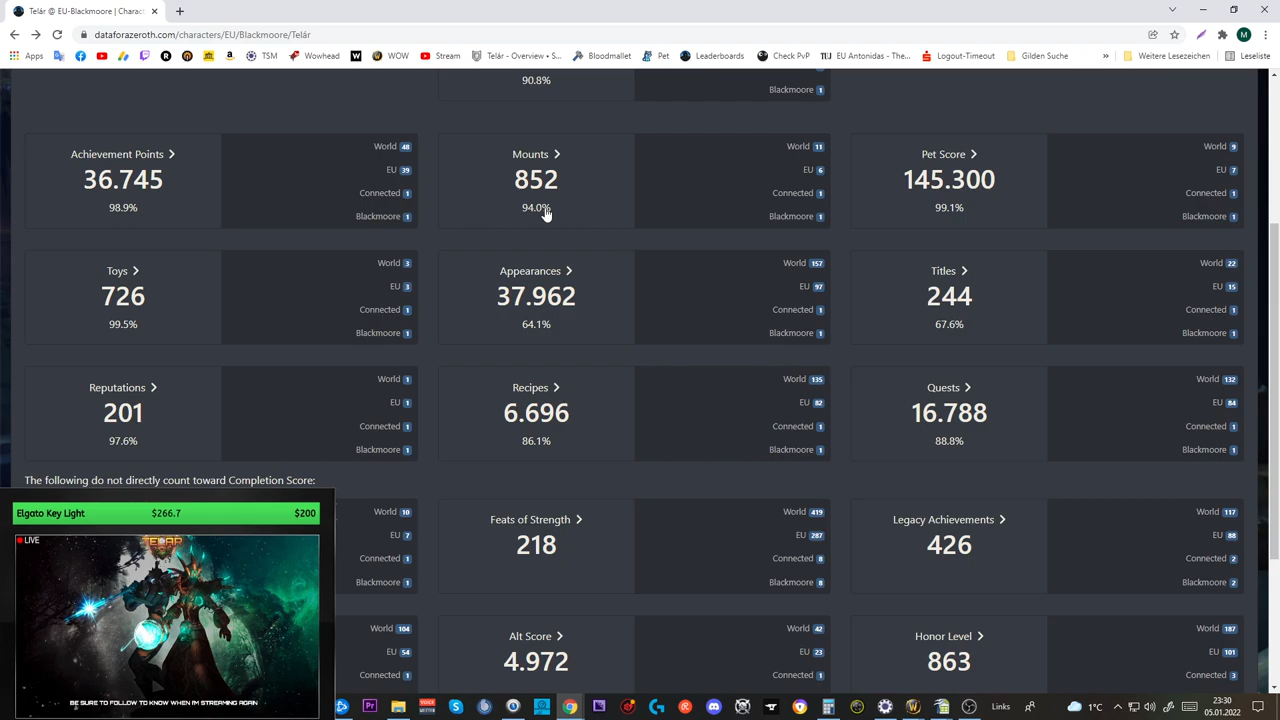 Telár @ EU-Blackmoore | Charac
dataforazeroth.com/characters/EU/Blackmoore/Telár
M
Apps
TSM
Wowhead
WOW
Stream
Telár - Overview • S...
Bloodmallet
Pet
Leaderboards
Check PvP
EU Antonidas - The...
Logout-Timeout
Gilden Suche
»
Weitere Lesezeichen
Leseliste
90.8%
Blackmoore 1
Achievement Points
36.745
98.9%
World 48
EU 39
Connected 1
Blackmoore 1
Mounts
852
94.0%
World 11
EU 6
Connected 1
Blackmoore 1
Pet Score
145.300
99.1%
World 9
EU 7
Connected 1
Blackmoore 1
Toys
726
99.5%
World 3
EU 3
Connected 1
Blackmoore 1
Appearances
37.962
64.1%
World 157
EU 97
Connected 1
Blackmoore 1
Titles
244
67.6%
World 22
EU 15
Connected 1
Blackmoore 1
Reputations
201
97.6%
World 1
EU 1
Connected 1
Blackmoore 1
Recipes
6.696
86.1%
World 135
EU 82
Connected 1
Blackmoore 1
Quests
16.788
88.8%
World 132
EU 84
Connected 1
Blackmoore 1
The following do not directly count toward Completion Score:
World 10
EU 7
Connected 1
Blackmoore 1
Feats of Strength
218
World 419
EU 287
Connected 8
Blackmoore 8
Legacy Achievements
426
World 117
EU 88
Connected 2
Blackmoore 2
World 104
EU 54
Connected 1
Alt Score
4.972
World 42
EU 23
Connected 1
Honor Level
863
World 187
EU 101
Connected 3
Elgato Key Light $266.7 $200
LIVE
TELAR
BE SURE TO FOLLOW TO KNOW WHEN I'M STREAMING AGAIN
Links
1°C
23:30
05.01.2022